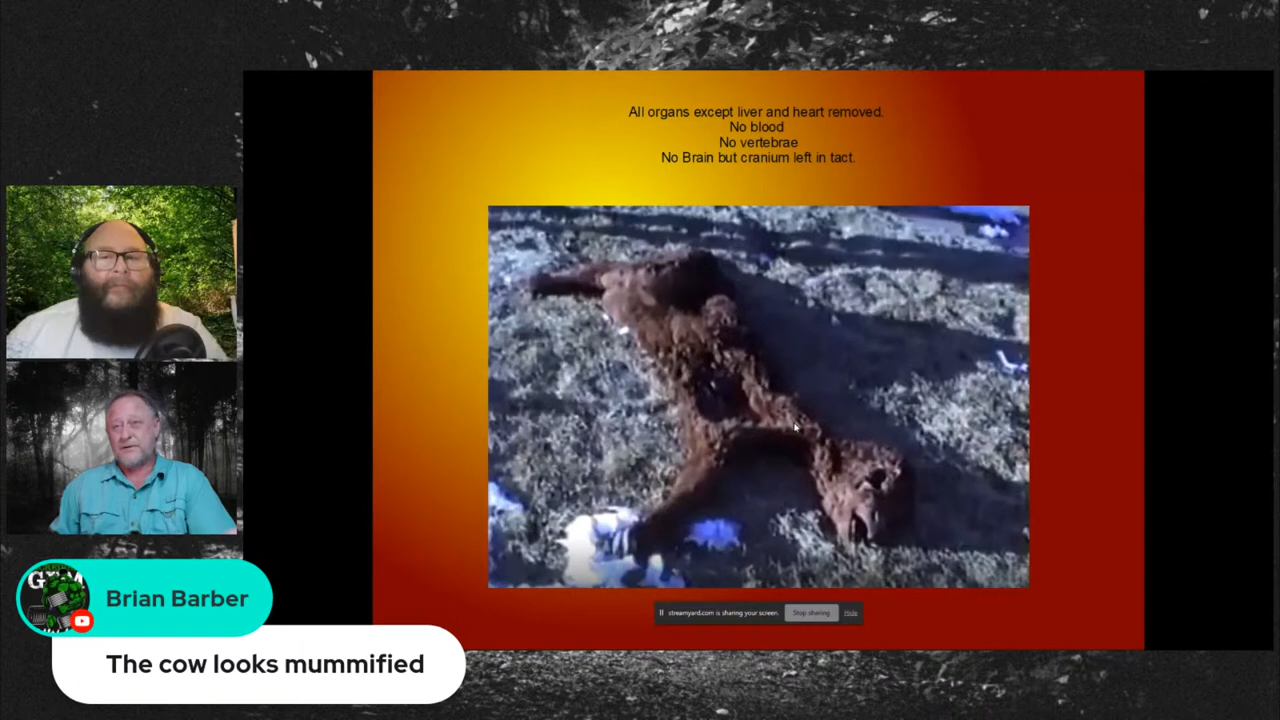 All organs except liver and heart removed.
No blood
No vertebrae
No Brain but cranium left in tact.
streamyard.com is sharing your screen. Stop sharing Hide
Brian Barber
The cow looks mummified